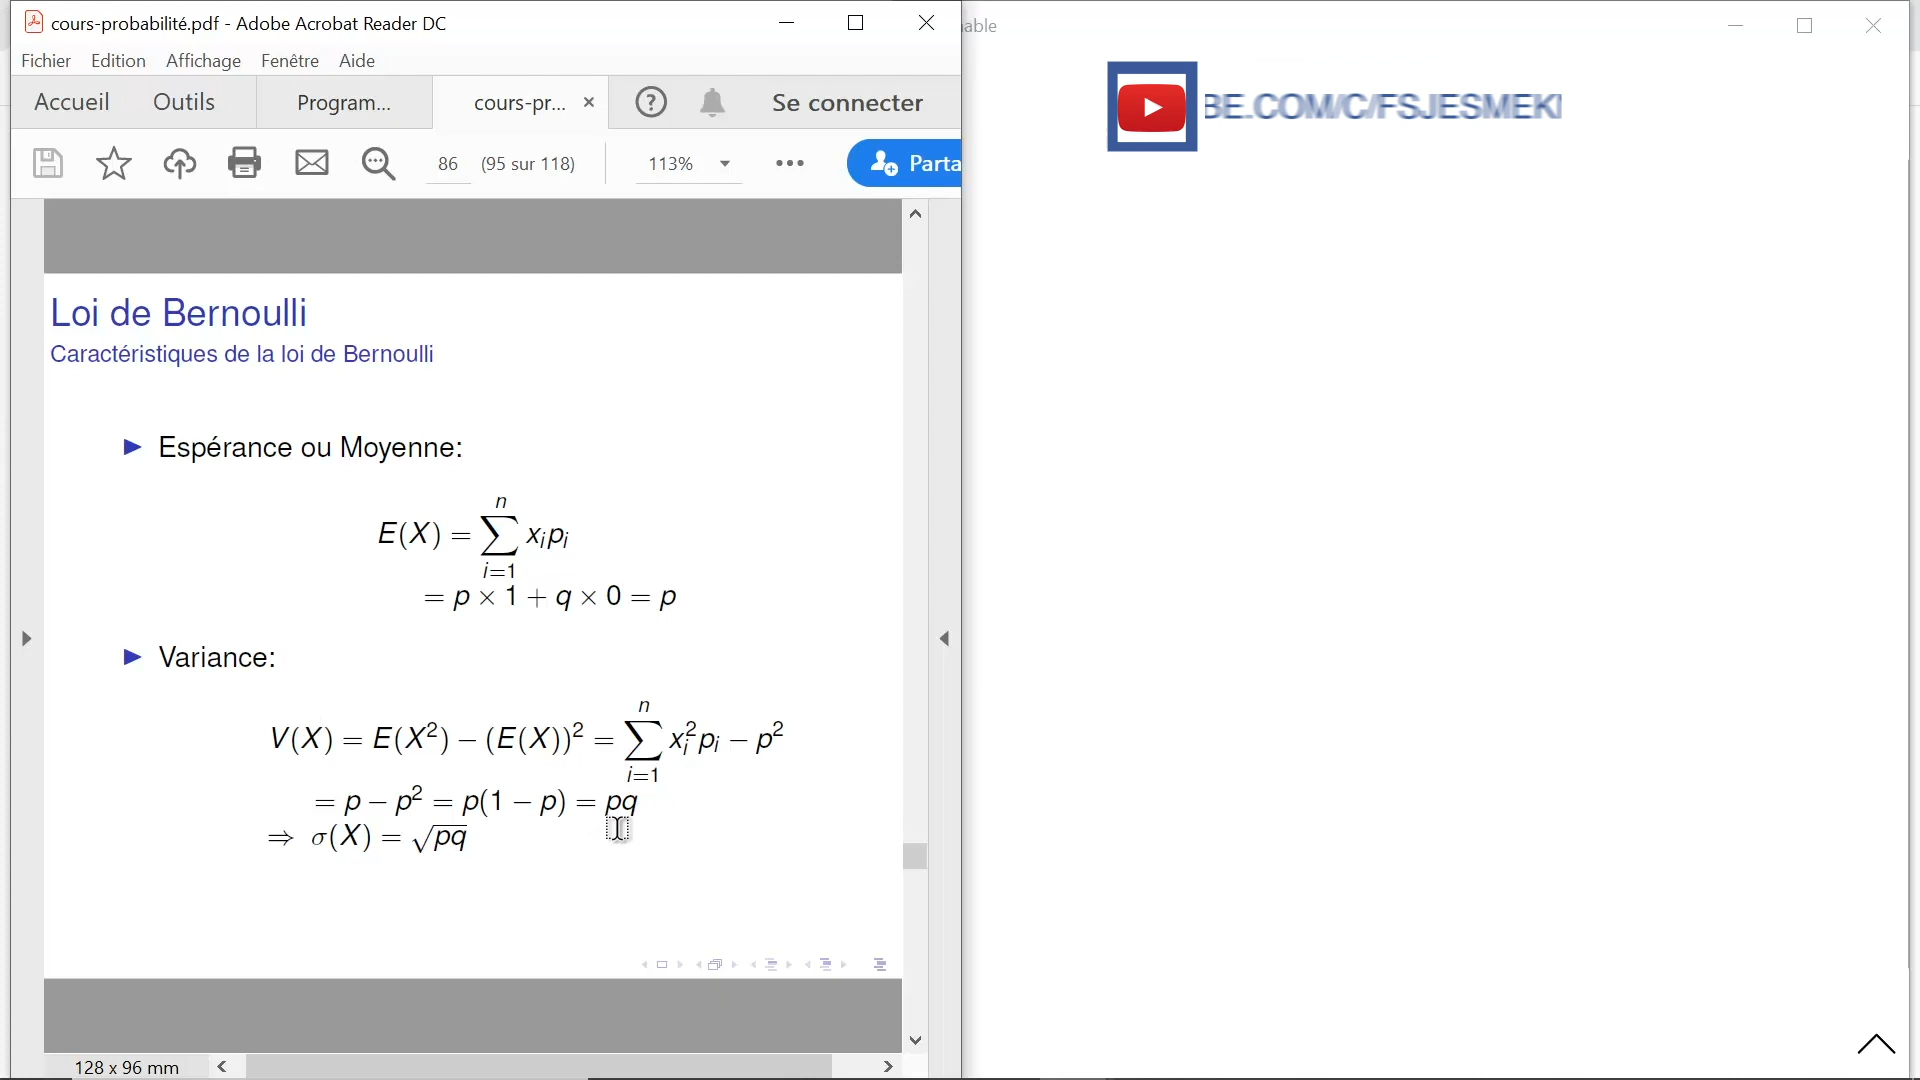 cours-probabilité.pdf - Adobe Acrobat Reader DC
Fichier Edition Affichage Fenêtre Aide
Accueil Outils Program... cours-pr... × Se connecter
86 (95 sur 118) 113% Parta
Loi de Bernoulli
Caractéristiques de la loi de Bernoulli
▶ Espérance ou Moyenne:
E(X) = ∑_{i=1}^{n} x_i p_i
= p × 1 + q × 0 = p
▶ Variance:
V(X) = E(X²) − (E(X))² = ∑_{i=1}^{n} x_i² p_i − p²
= p − p² = p(1 − p) = pq
⇒ σ(X) = √pq
128 x 96 mm
able
BE.COM/C/FSJESMEK